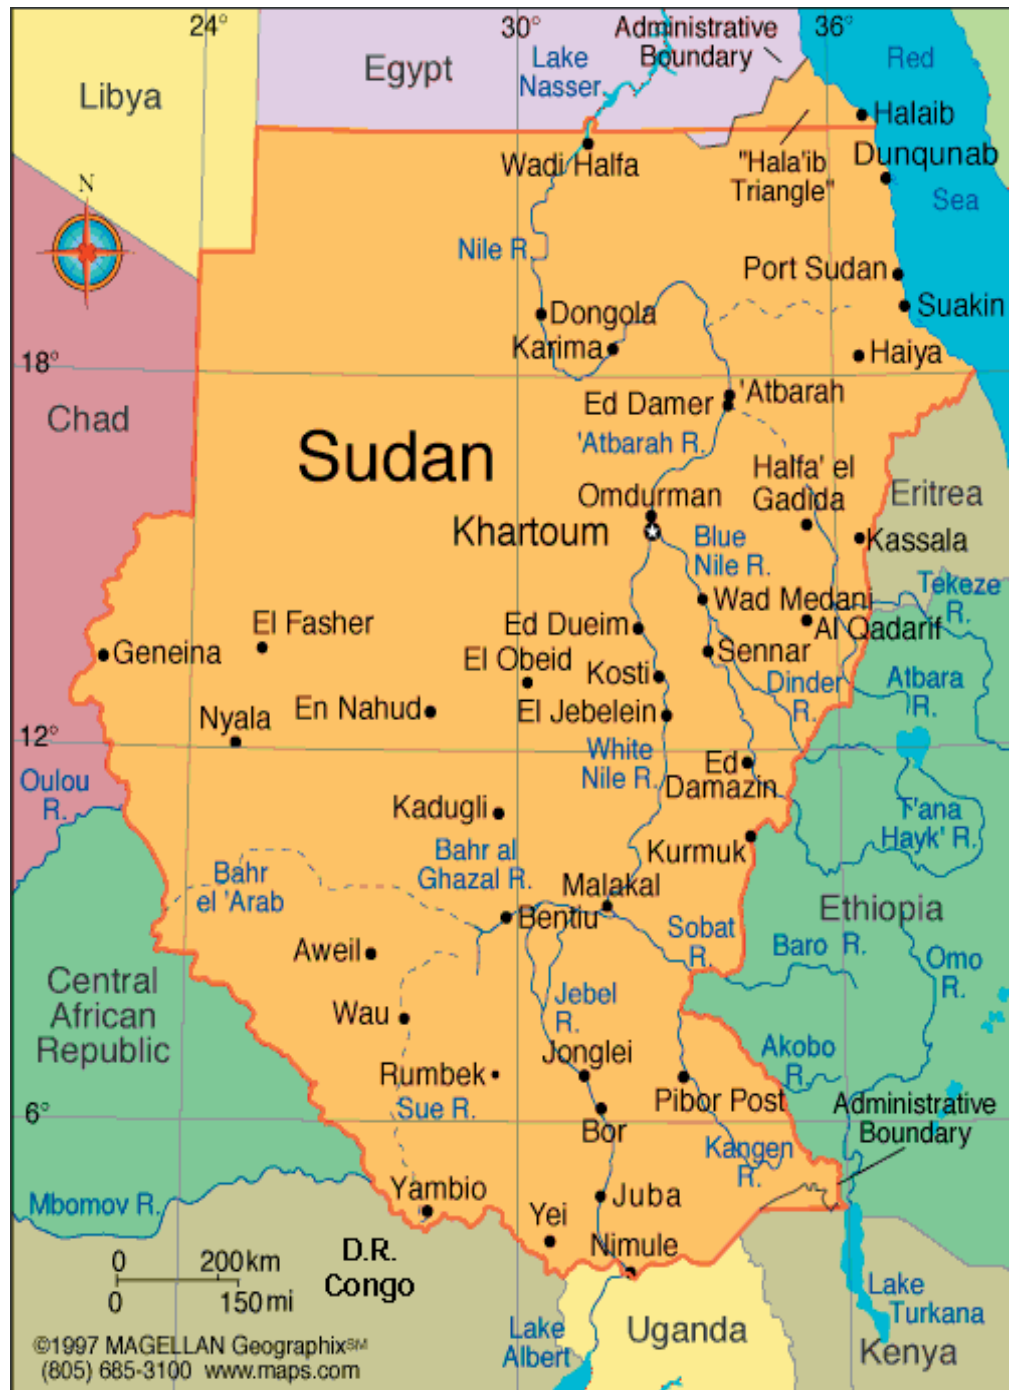 24°
30°
36°
Administrative
Boundary
Red
Egypt
Lake
Nasser
Libya
Halaib
Wadi Halfa
"Hala'ib
Triangle"
Dunqunab
Sea
N
Nile R.
Port Sudan
Suakin
Dongola
Karima
Haiya
18°
Chad
'Atbarah
Ed Damer
'Atbarah R.
Sudan
Halfa' el
Gadida
Eritrea
Omdurman
Khartoum
Blue
Nile R.
Kassala
Tekeze
R.
Wad Medani
Al Qadarif
El Fasher
Ed Dueim
Geneina
El Obeid
Sennar
Kosti
Dinder
R.
Atbara
R.
Nyala
En Nahud
El Jebelein
12°
White
Nile R.
Ed
Damazin
Oulou
R.
Kadugli
T'ana
Hayk' R.
Kurmuk
Bahr al
Ghazal R.
Bahr
el 'Arab
Malakal
Bentiu
Sobat
R.
Ethiopia
Baro R.
Omo
R.
Aweil
Central
African
Republic
Wau
Jebel
R.
Jonglei
Akobo
R.
Rumbek
Sue R.
Pibor Post
Administrative
Boundary
6°
Bor
Kangen
R.
Mbomov R.
Yambio
Juba
Yei
Nimule
D.R.
Congo
0 200 km
0 150 mi
Lake
Turkana
Uganda
Lake
Albert
Kenya
©1997 MAGELLAN Geographix℠
(805) 685-3100 www.maps.com